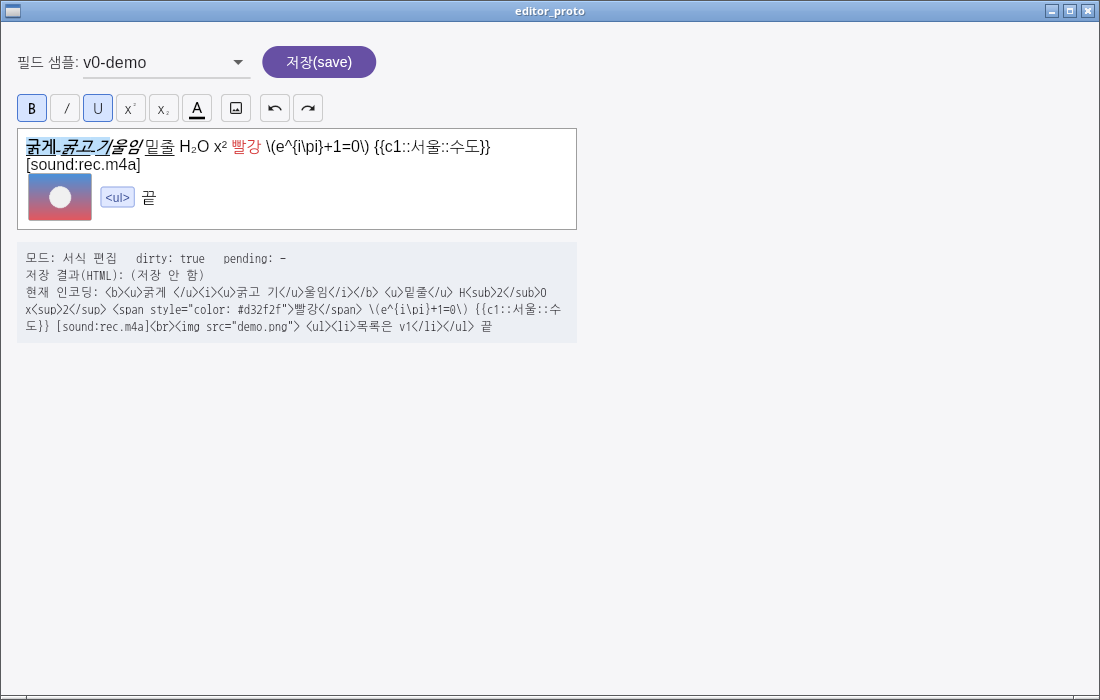 editor_proto
필드 샘플: v0-demo 저장(save)
B I U x² x₂ A
굵게 굵고 기울임 밑줄 H₂O x² 빨강 \(e^{i\pi}+1=0\) {{c1::서울::수도}}
[sound:rec.m4a]
<ul> 끝
모드: 서식 편집 dirty: true pending: −
저장 결과(HTML): (저장 안 함)
현재 인코딩: <b><u>굵게 </u><i><u>굵고 기</u>울임</i></b> <u>밑줄</u> H<sub>2</sub>O
x<sup>2</sup> <span style="color: #d32f2f">빨강</span> \(e^{i\pi}+1=0\) {{c1::서울::수
도}} [sound:rec.m4a]<br><img src="demo.png"> <ul><li>목록은 v1</li></ul> 끝